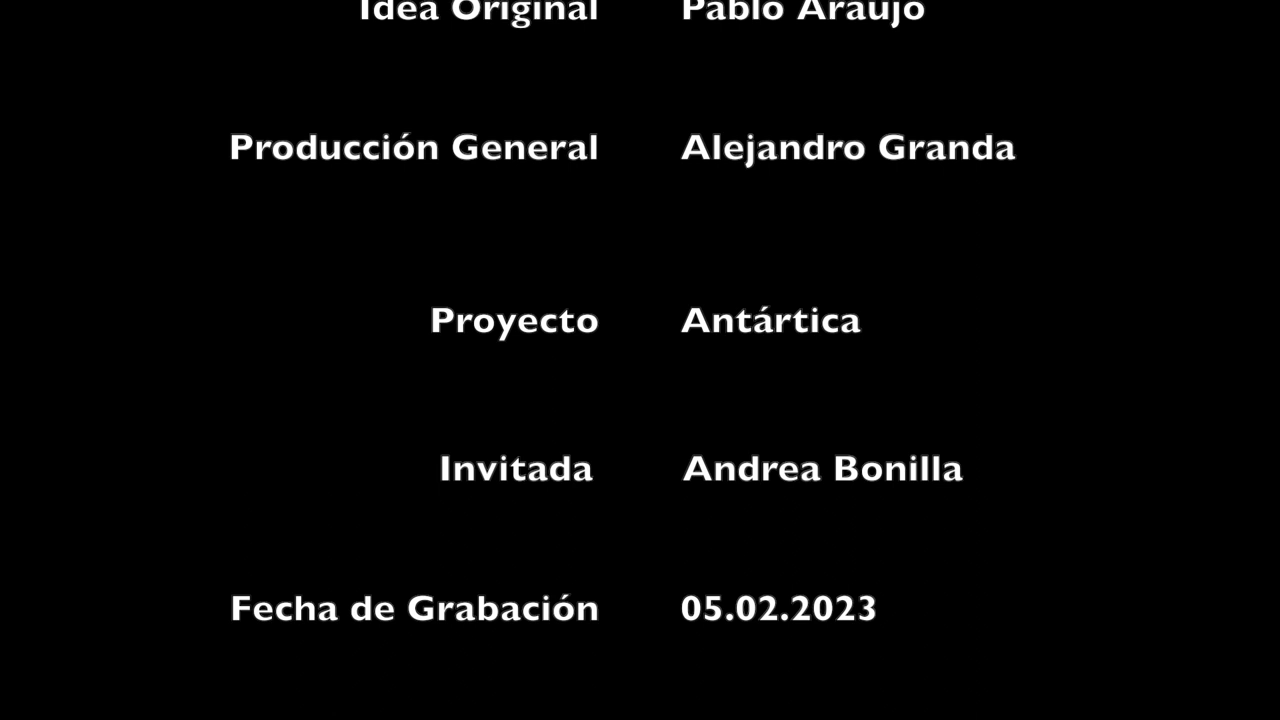 Idea Original Pablo Araujo
Producción General Alejandro Granda
Proyecto Antártica
Invitada Andrea Bonilla
Fecha de Grabación 05.02.2023